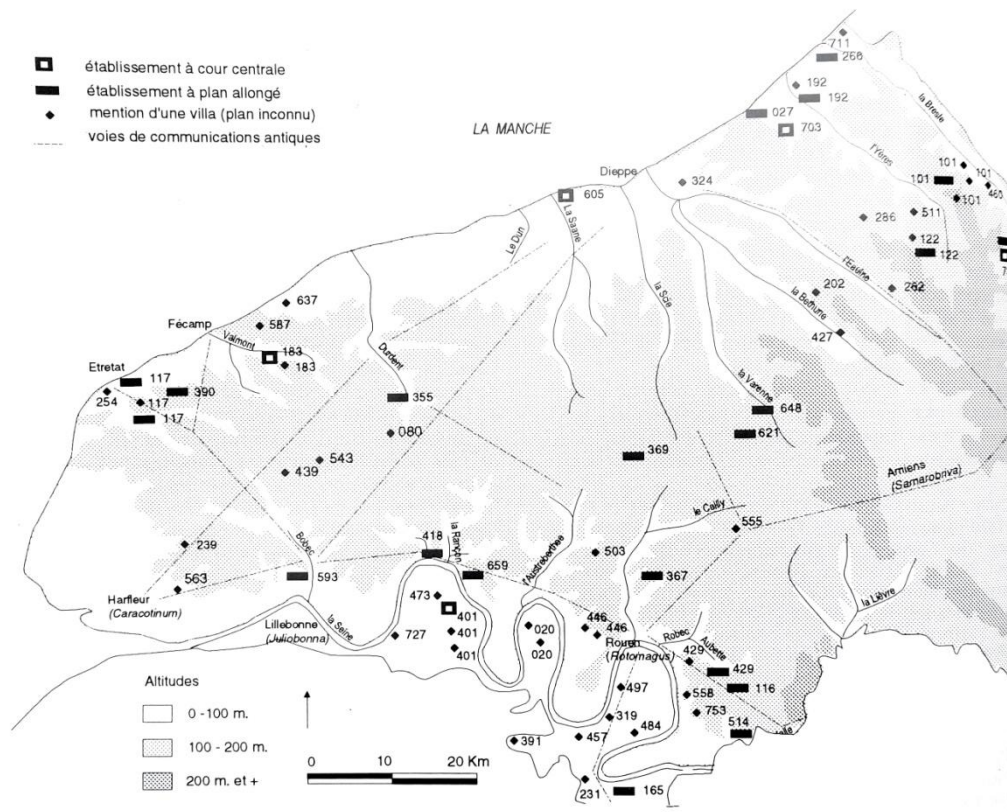 établissement à cour centrale
établissement à plan allongé
mention d'une villa (plan inconnu)
voies de communications antiques
LA MANCHE
711
266
192
192
la Bresle
027
703
l'Yères
Dieppe
101
101
101
460
101
324
605
La Saane
Le Dun
286
511
122
122
l'Eaulne
la Scie
202
282
la Bethune
427
637
587
Fécamp
Valmont
183
183
Durdent
Etretat
117
390
254
117
117
355
la Varenne
648
080
621
543
439
369
Amiens
(Samarobriva)
le Cailly
555
239
Bolbec
418
la Rançon
l'Austreberthe
503
563
593
659
367
Harfleur
(Caracotinum)
la Lièvre
473
401
Lillebonne
(Juliobonna)
la Seine
727
401
401
020
020
446
446
Rouen
(Rotomagus)
Robec
Aubette
429
429
116
497
558
753
319
484
514
457
391
231
165
Altitudes
0 -100 m.
100 - 200 m.
200 m. et +
0 10 20 Km